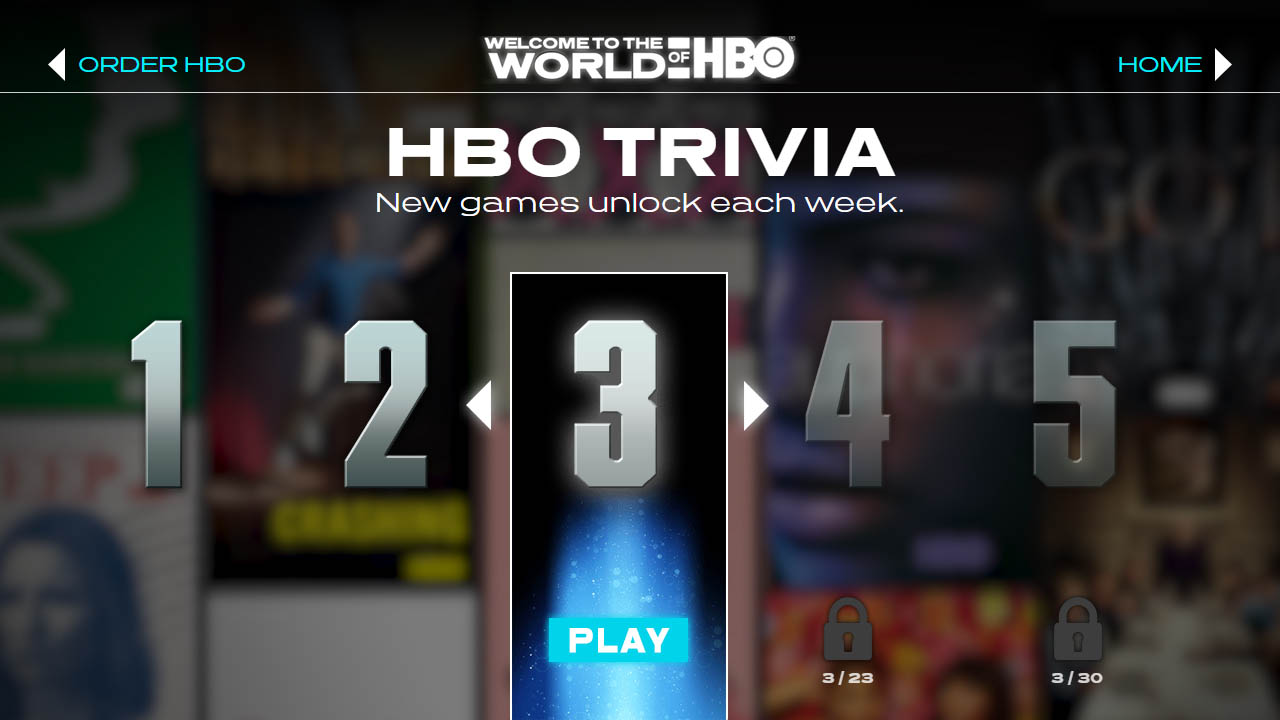 ORDER HBO
WELCOME TO THE
WORLD OF HBO
HOME
HBO TRIVIA
New games unlock each week.
1
2
3
4
5
CRASHING
PLAY
3 / 23
3 / 30